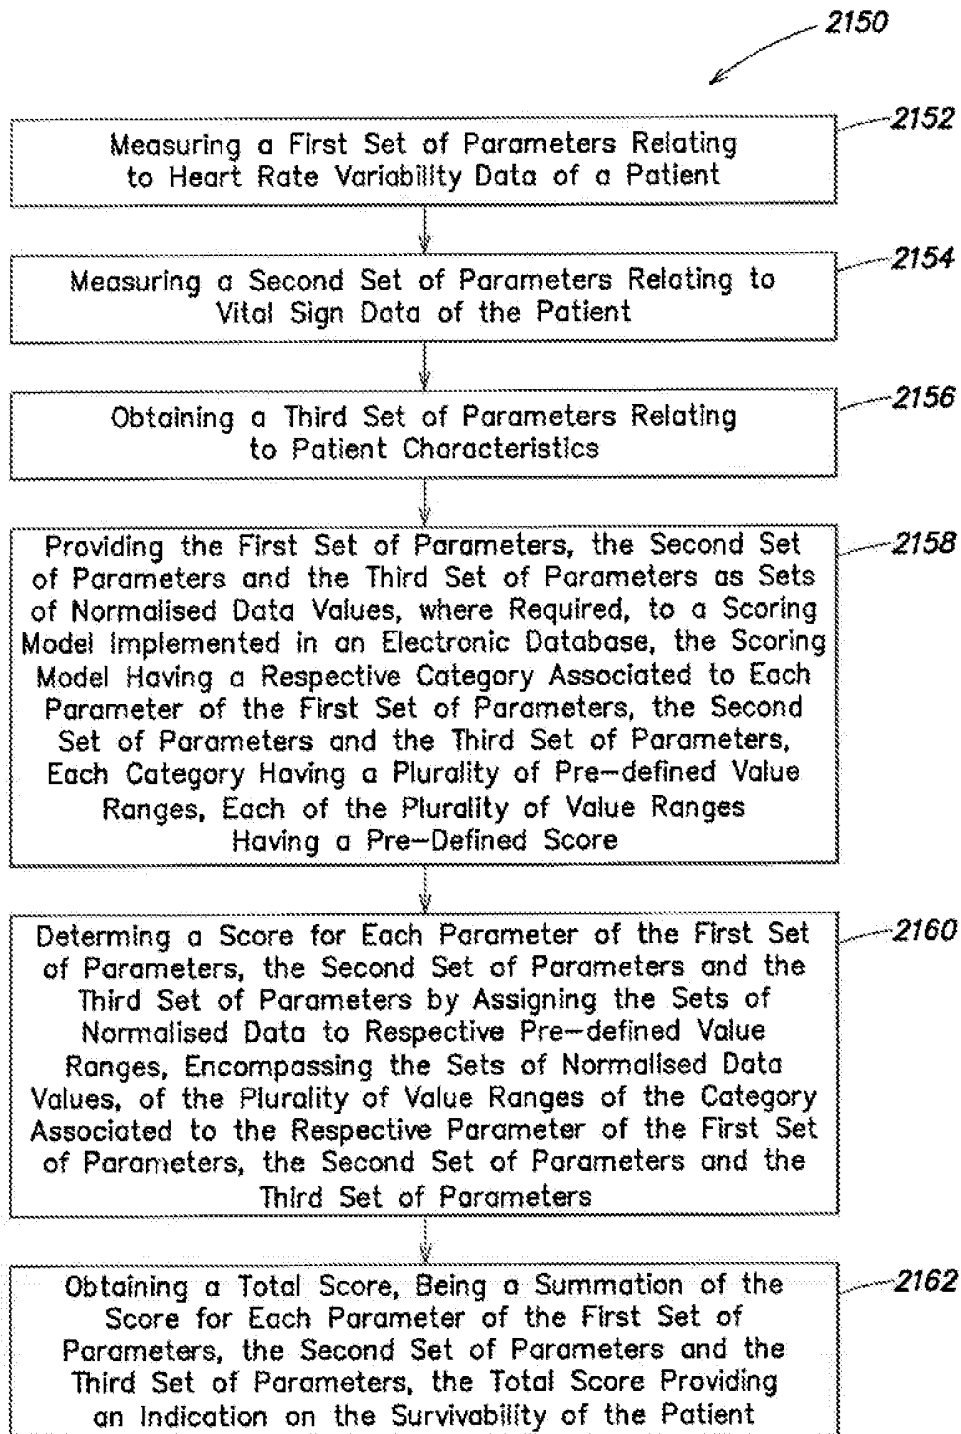 2150
2152
Measuring a First Set of Parameters Relating
to Heart Rate Variability Data of a Patient
2154
Measuring a Second Set of Parameters Relating to
Vital Sign Data of the Patient
2156
Obtaining a Third Set of Parameters Relating
to Patient Characteristics
2158
Providing the First Set of Parameters, the Second Set
of Parameters and the Third Set of Parameters as Sets
of Normalised Data Values, where Required, to a Scoring
Model Implemented in an Electronic Database, the Scoring
Model Having a Respective Category Associated to Each
Parameter of the First Set of Parameters, the Second
Set of Parameters and the Third Set of Parameters,
Each Category Having a Plurality of Pre-defined Value
Ranges, Each of the Plurality of Value Ranges
Having a Pre-Defined Score
2160
Determing a Score for Each Parameter of the First Set
of Parameters, the Second Set of Parameters and the
Third Set of Parameters by Assigning the Sets of
Normalised Data to Respective Pre-defined Value
Ranges, Encompassing the Sets of Normalised Data
Values, of the Plurality of Value Ranges of the Category
Associated to the Respective Parameter of the First Set
of Parameters, the Second Set of Parameters and the
Third Set of Parameters
2162
Obtaining a Total Score, Being a Summation of the
Score for Each Parameter of the First Set of
Parameters, the Second Set of Parameters and the
Third Set of Parameters, the Total Score Providing
an Indication on the Survivability of the Patient